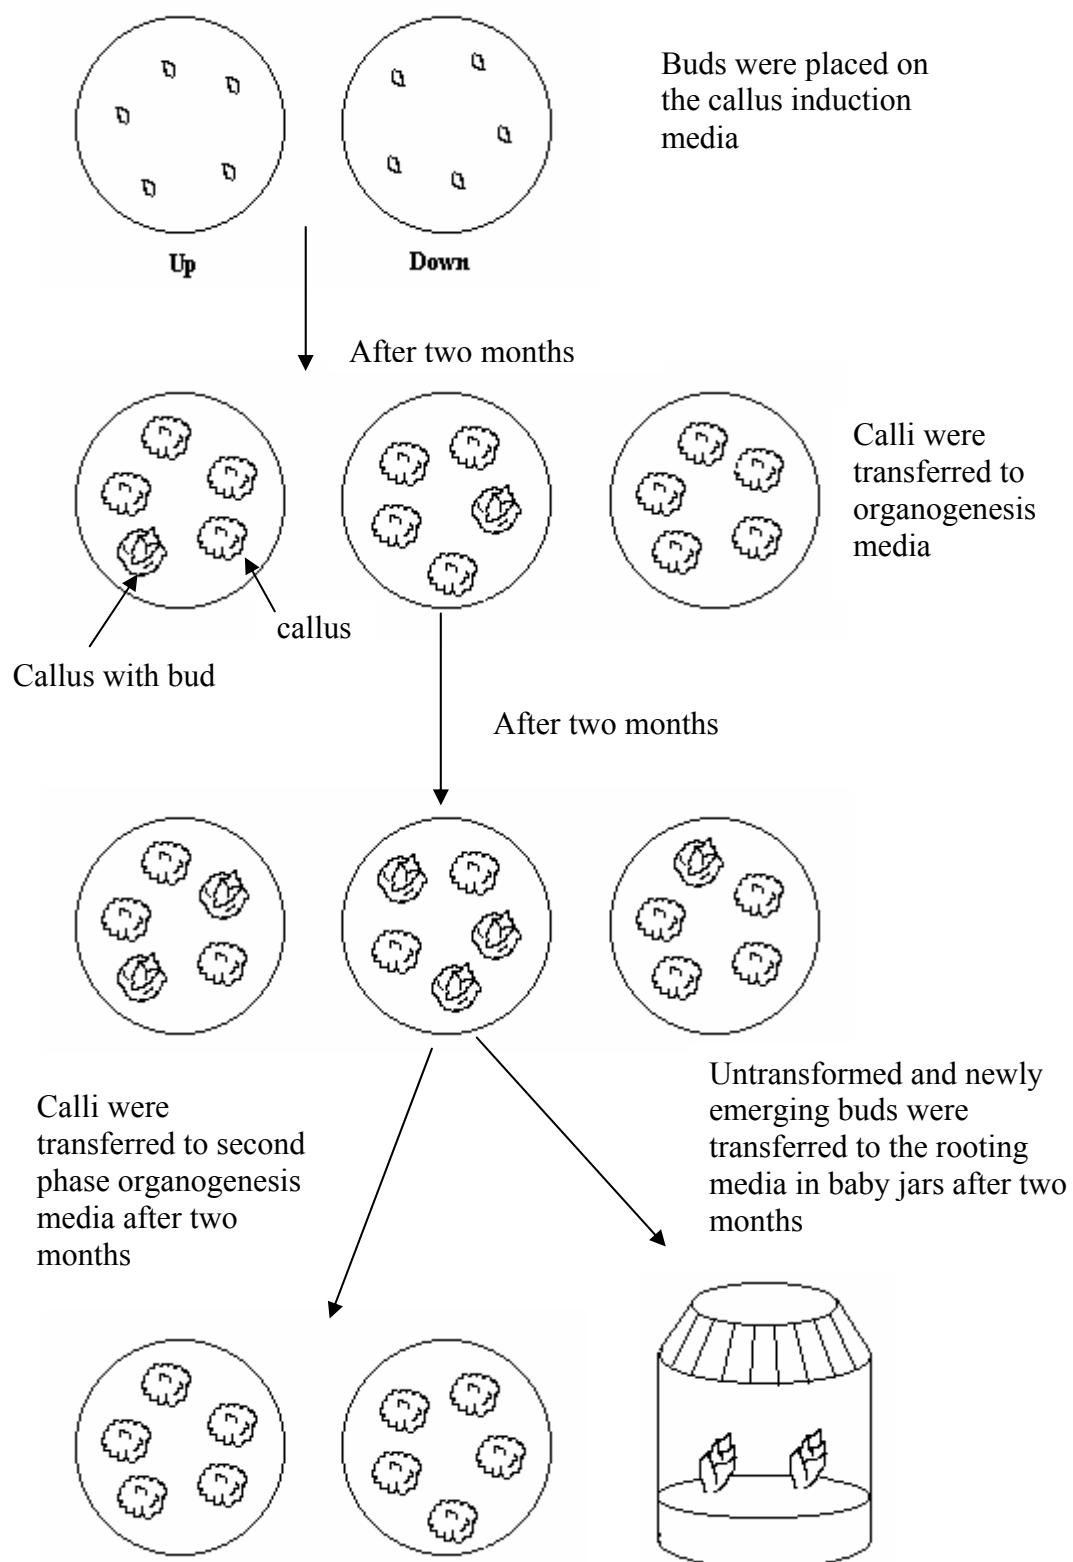 Buds were placed on
the callus induction
media
Up
Down
After two months
Calli were
transferred to
organogenesis
media
callus
Callus with bud
After two months
Calli were
transferred to second
phase organogenesis
media after two
months
Untransformed and newly
emerging buds were
transferred to the rooting
media in baby jars after two
months